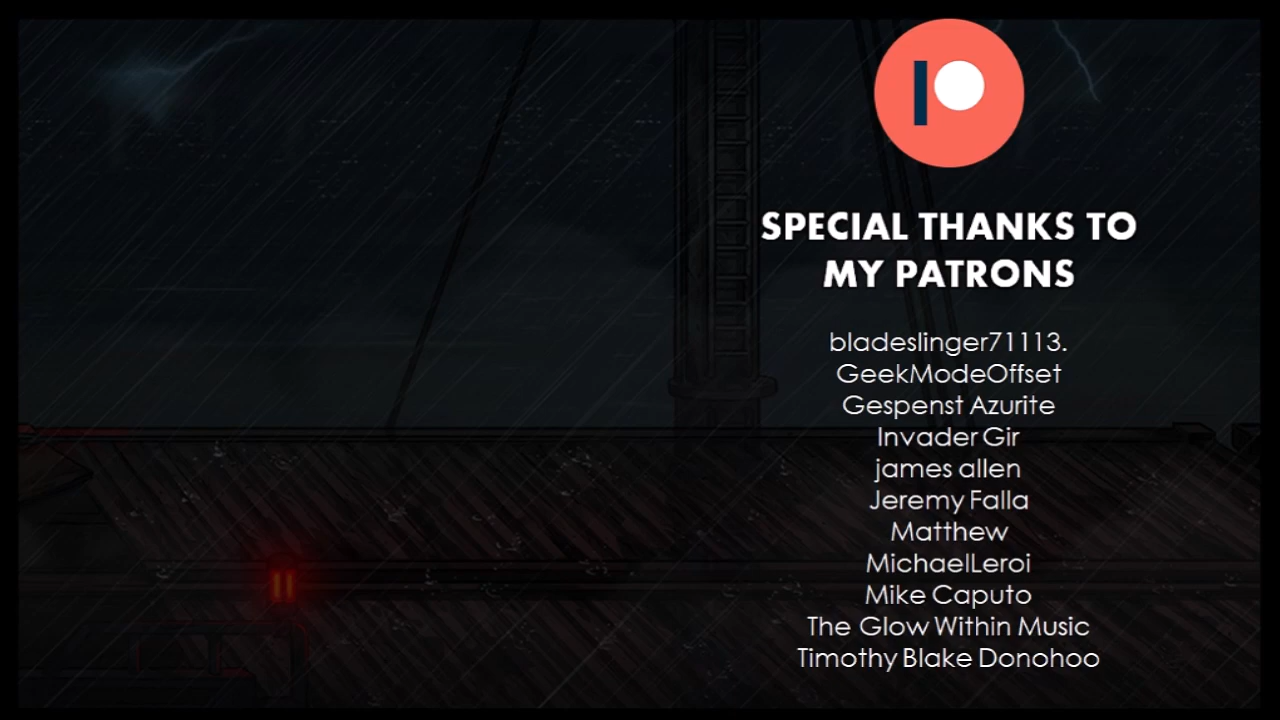 SPECIAL THANKS TO
MY PATRONS
bladeslinger71113.
GeekModeOffset
Gespenst Azurite
Invader Gir
james allen
Jeremy Falla
Matthew
MichaelLeroi
Mike Caputo
The Glow Within Music
Timothy Blake Donohoo